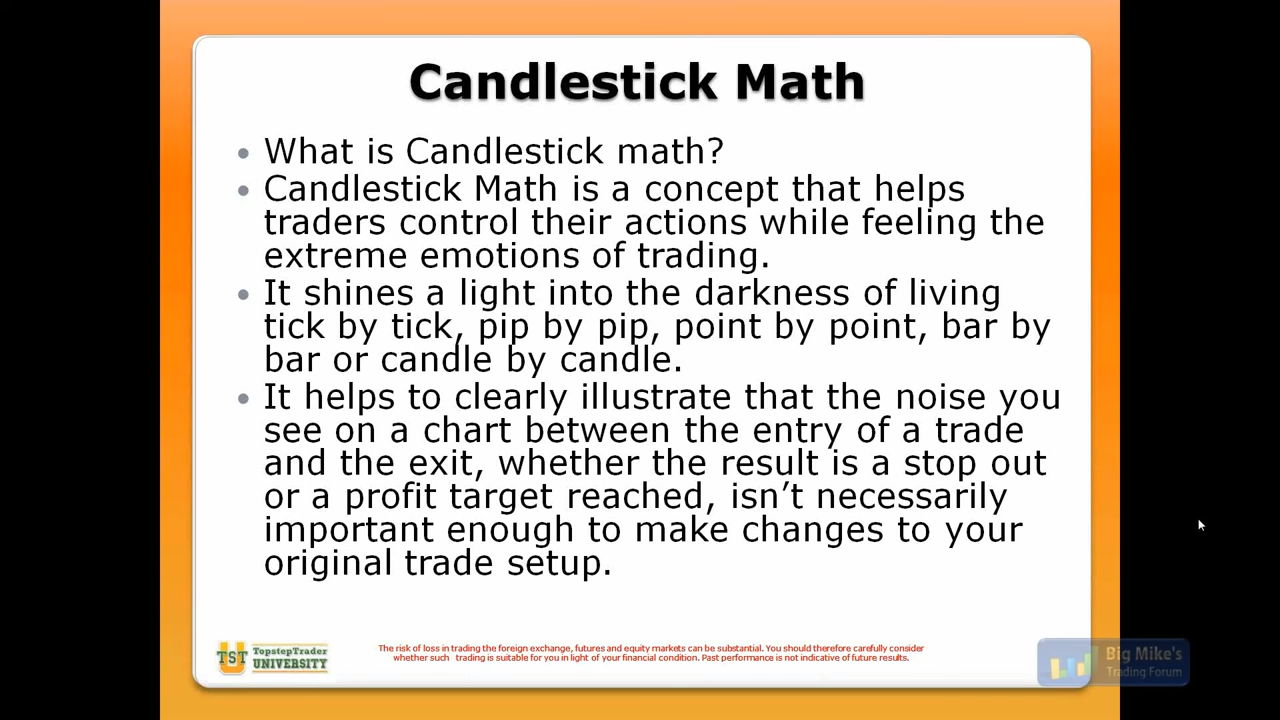 Candlestick Math
• What is Candlestick math?
• Candlestick Math is a concept that helps
traders control their actions while feeling the
extreme emotions of trading.
• It shines a light into the darkness of living
tick by tick, pip by pip, point by point, bar by
bar or candle by candle.
• It helps to clearly illustrate that the noise you
see on a chart between the entry of a trade
and the exit, whether the result is a stop out
or a profit target reached, isn’t necessarily
important enough to make changes to your
original trade setup.
U
TST
TopstepTrader
UNIVERSITY
The risk of loss in trading the foreign exchange, futures and equity markets can be substantial. You should therefore carefully consider
whether such trading is suitable for you in light of your financial condition. Past performance is not indicative of future results.
Big Mike's
Trading Forum